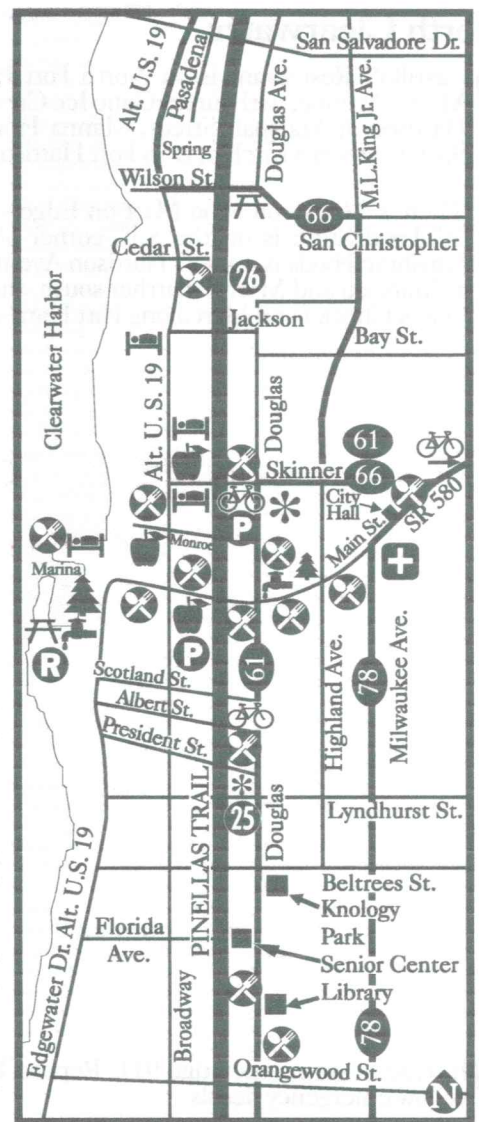 San Salvadore Dr.
Alt. U.S. 19
Pasadena
Douglas Ave.
M.L.King Jr. Ave.
Spring
Wilson St.
66
San Christopher
Cedar St.
26
Jackson
Bay St.
Clearwater Harbor
Alt. U. S. 19
Douglas
61
Skinner
66
City
Hall
Main St.
SR 580
P
Monroe
Marina
R
P
Scotland St.
Albert St.
President St.
61
Highland Ave.
78
Milwaukee Ave.
PINELLAS TRAIL
25
Douglas
Lyndhurst St.
Beltrees St.
Knology
Park
Senior Center
Library
Florida
Ave.
Edgewater Dr. Alt. U.S. 19
Broadway
78
Orangewood St.
N